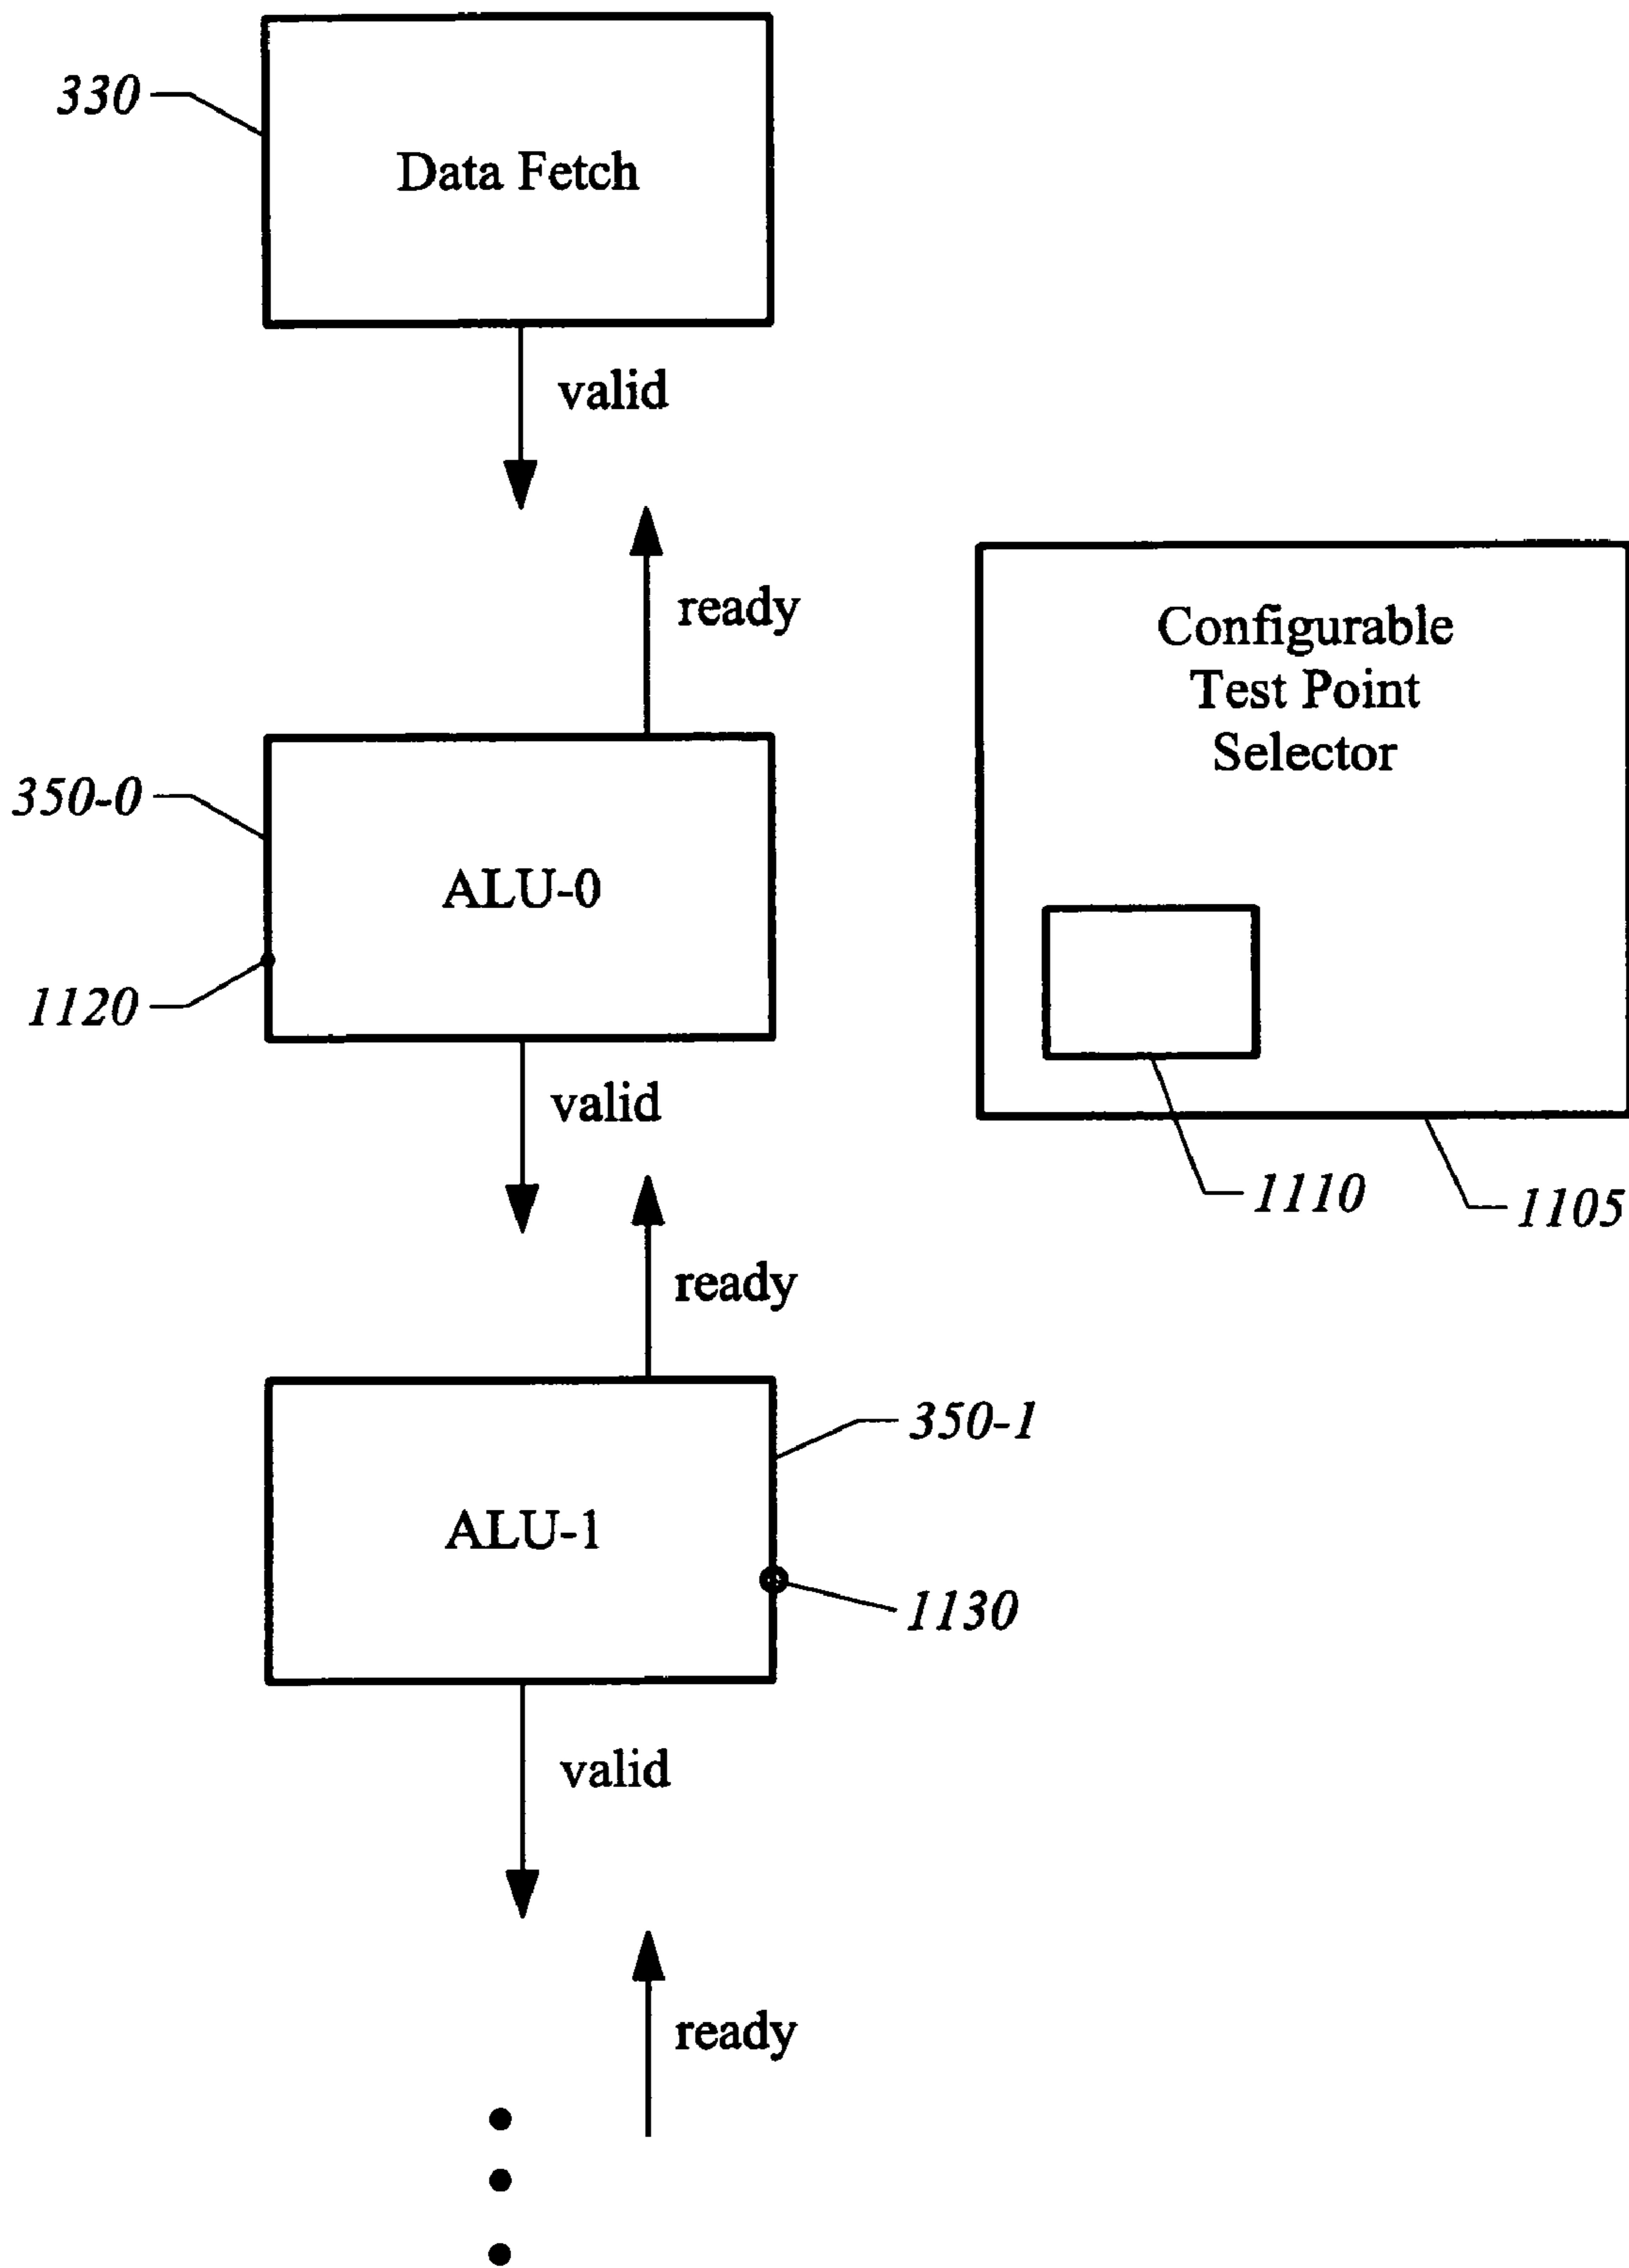 330
Data Fetch
valid
ready
Configurable
Test Point
Selector
350-0
ALU-0
1120
valid
1110
1105
ready
350-1
ALU-1
1130
valid
ready